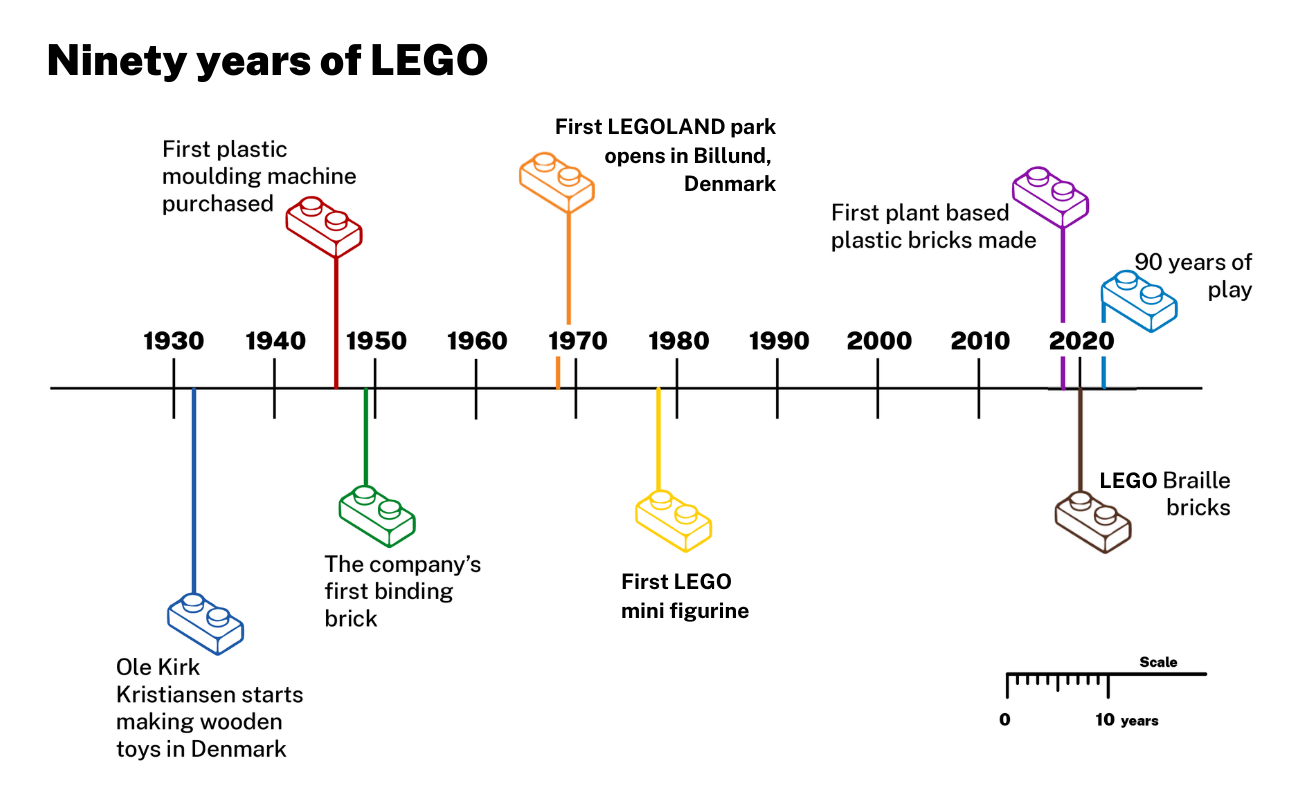 Ninety years of LEGO
First plastic
moulding machine
purchased
First LEGOLAND park
opens in Billund,
Denmark
First plant based
plastic bricks made
90 years of
play
1930 1940 1950 1960 1970 1980 1990 2000 2010 2020
Ole Kirk
Kristiansen starts
making wooden
toys in Denmark
The company’s
first binding
brick
First LEGO
mini figurine
LEGO Braille
bricks
Scale
0 10 years